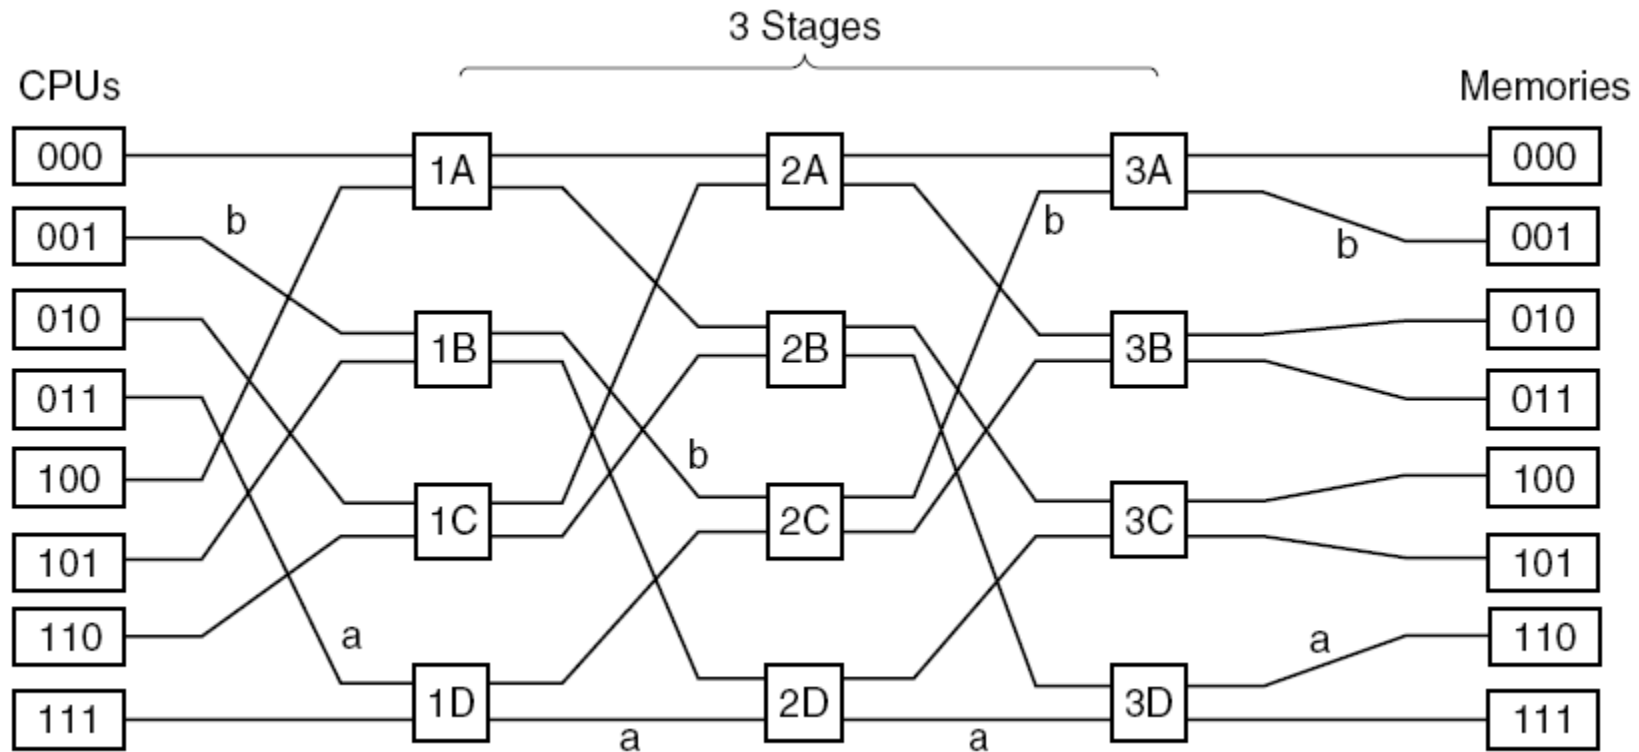 3 Stages
CPUs Memories
000 1A 2A 3A 000
001 b b b 001
010 1B 2B 3B 010
011 011
100 b 100
1C 2C 3C
101 101
110 a a 110
111 1D 2D 3D 111
a a